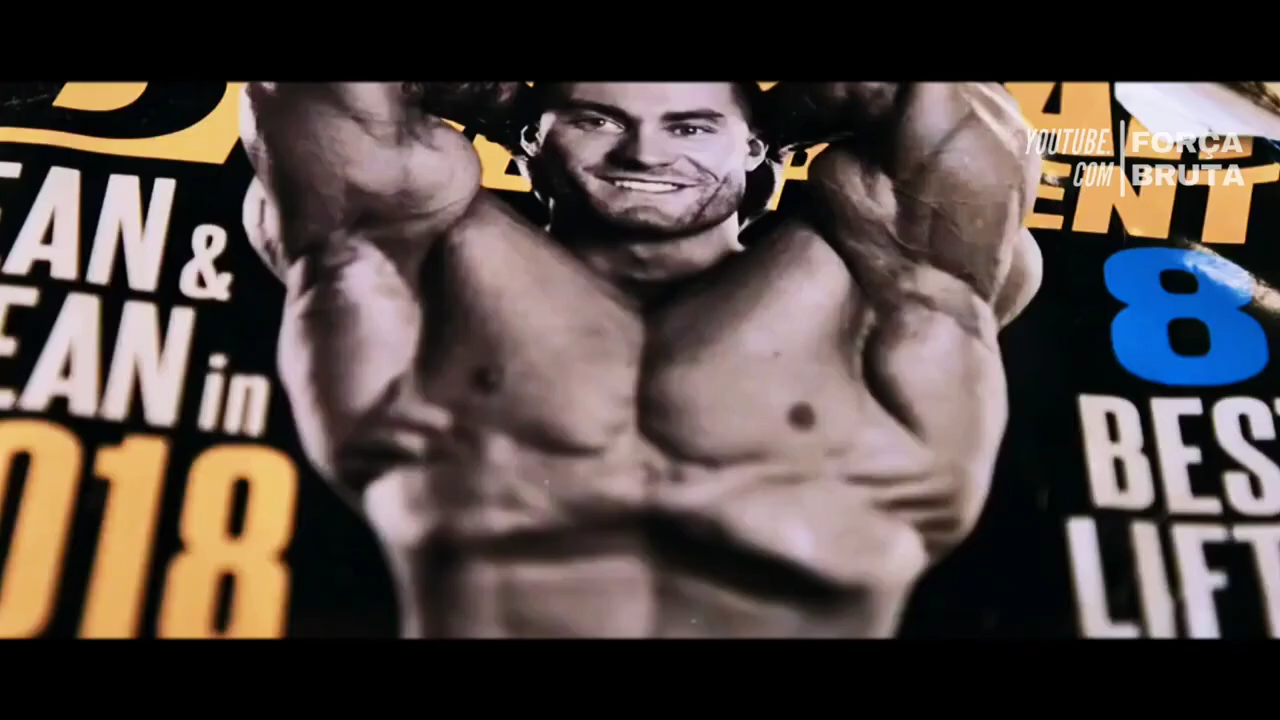 EAN &
EAN in
018
YOUTUBE.
COM
FORÇA
BRUTA
ENT
8
BES
LIFT